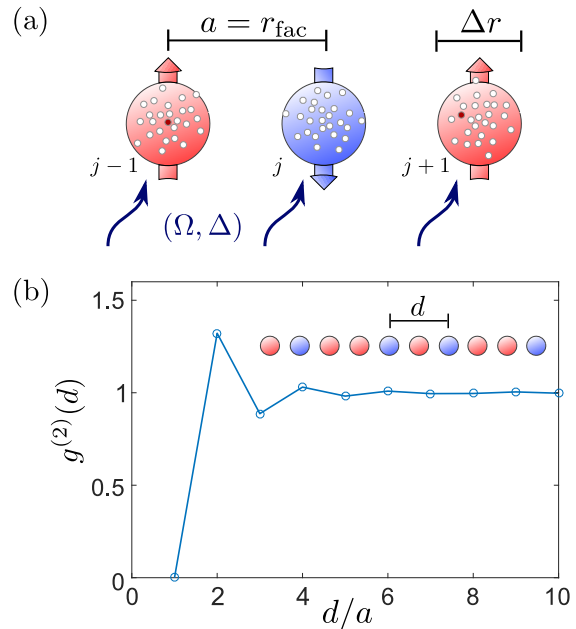 (a)
a = r_fac
Δr
j − 1
j
j + 1
(Ω, Δ)
(b)
1.5
1
0.5
0
g^(2)(d)
d
0 2 4 6 8 10
d/a